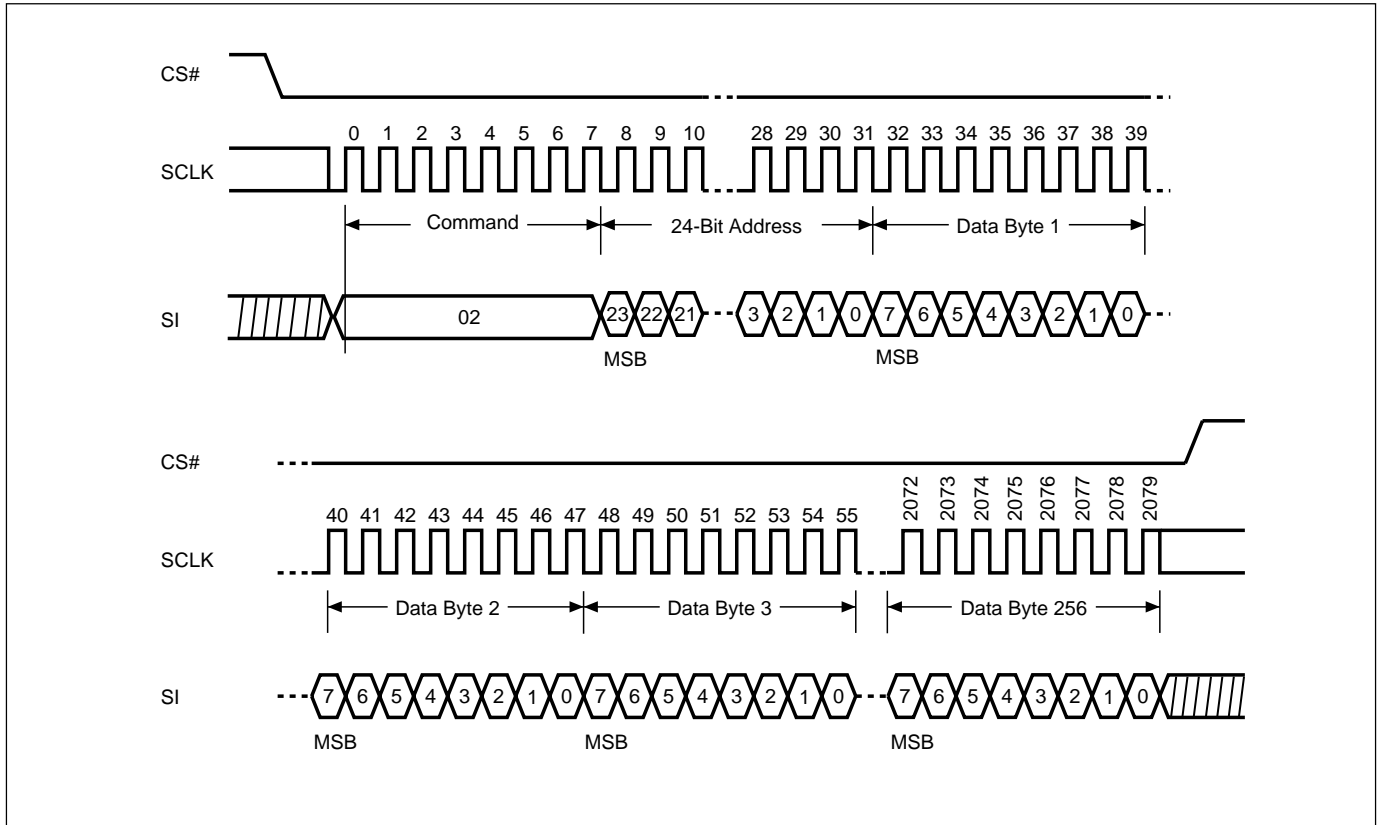 CS#
0 1 2 3 4 5 6 7 8 9 10 28 29 30 31 32 33 34 35 36 37 38 39
SCLK
Command 24-Bit Address Data Byte 1
SI 02 23 22 21 3 2 1 0 7 6 5 4 3 2 1 0
MSB MSB
CS#
40 41 42 43 44 45 46 47 48 49 50 51 52 53 54 55 2072 2073 2074 2075 2076 2077 2078 2079
SCLK
Data Byte 2 Data Byte 3 Data Byte 256
SI 7 6 5 4 3 2 1 0 7 6 5 4 3 2 1 0 7 6 5 4 3 2 1 0
MSB MSB MSB